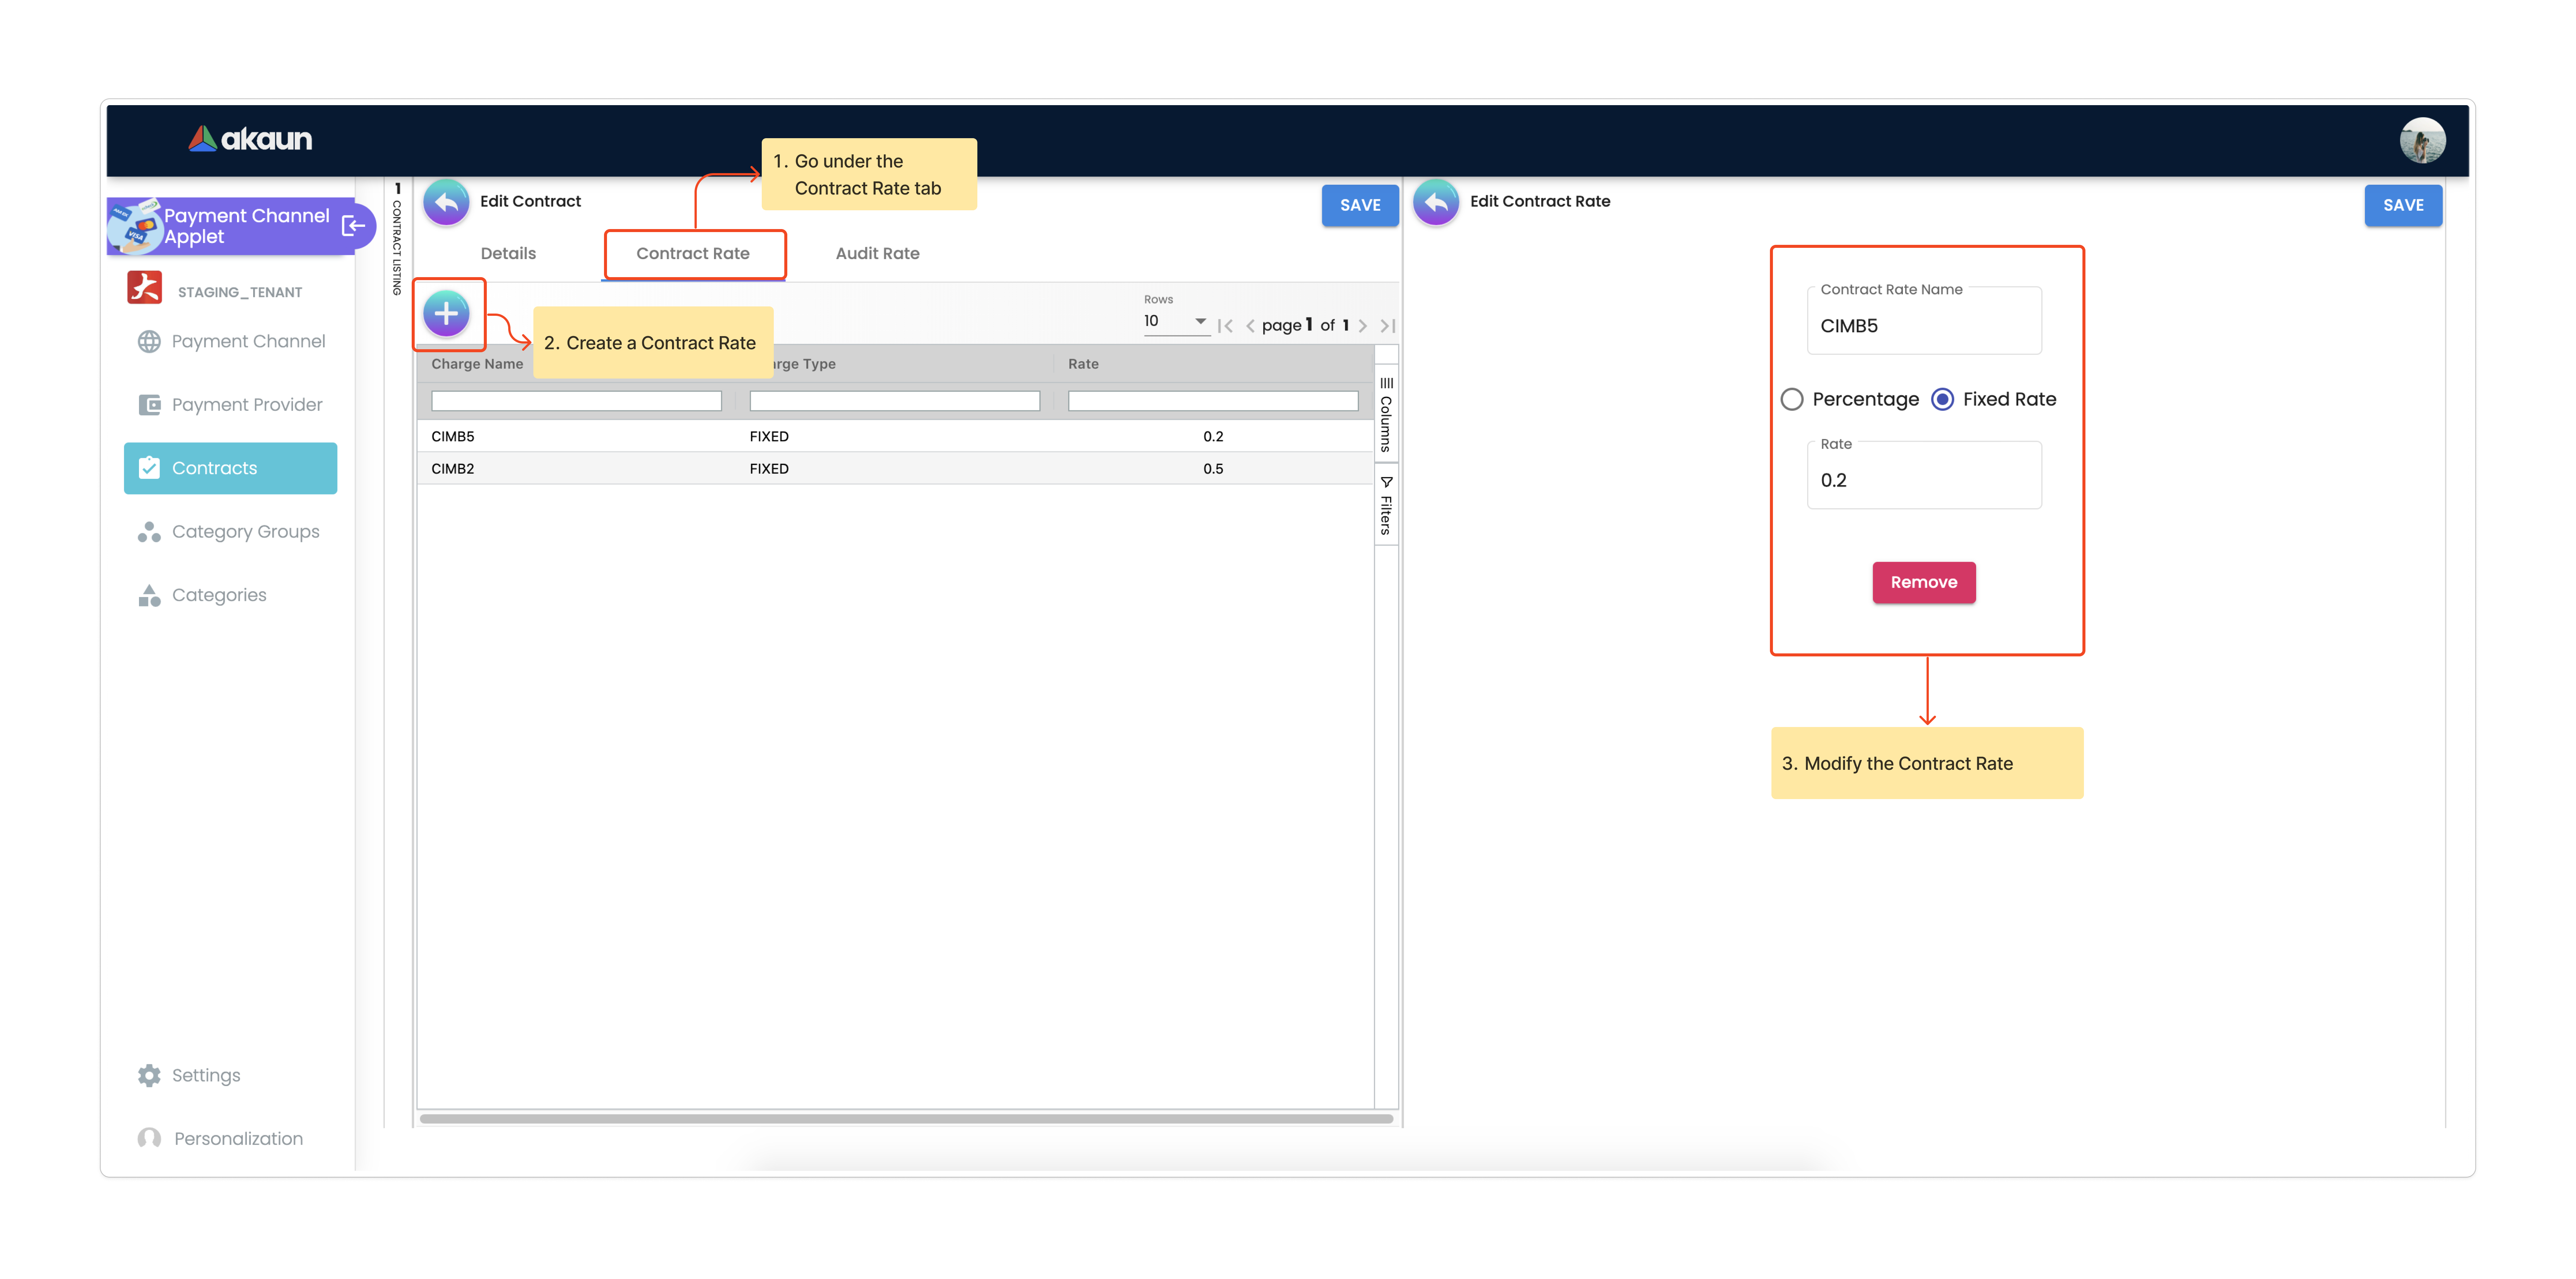 akaun
1. Go under the
Contract Rate tab
Payment Channel
Applet
STAGING_TENANT
Payment Channel
Payment Provider
Contracts
Category Groups
Categories
Settings
Personalization
1 CONTRACT LISTING
Edit Contract
SAVE
Details
Contract Rate
Audit Rate
2. Create a Contract Rate
Rows
10
page 1 of 1
Charge Name
rge Type
Rate
CIMB5 FIXED 0.2
CIMB2 FIXED 0.5
Columns
Filters
Edit Contract Rate
SAVE
Contract Rate Name
CIMB5
Percentage
Fixed Rate
Rate
0.2
Remove
3. Modify the Contract Rate